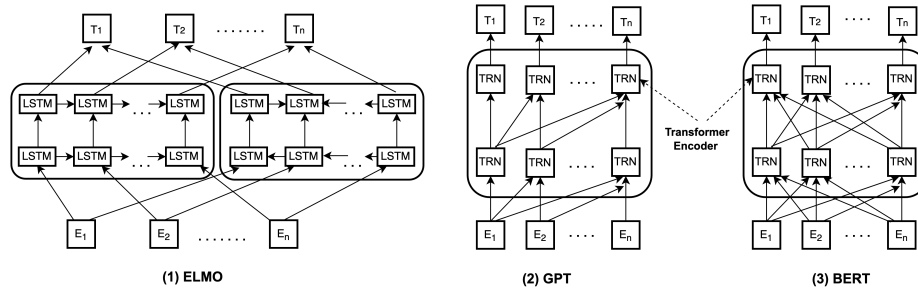 T1 T2 ........ Tn
LSTM LSTM ... LSTM LSTM LSTM ... LSTM
LSTM LSTM ... LSTM LSTM LSTM ... LSTM
E1 E2 ....... En
(1) ELMO
T1 T2 .... Tn
TRN TRN .... TRN
TRN TRN .... TRN
E1 E2 .... En
(2) GPT
Transformer
Encoder
T1 T2 .... Tn
TRN TRN .... TRN
TRN TRN .... TRN
E1 E2 .... En
(3) BERT